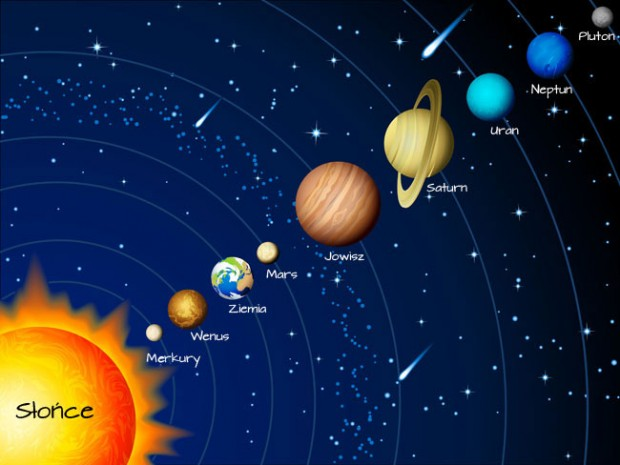 Pluton
Neptun
Uran
Saturn
Jowisz
Mars
Ziemia
Wenus
Merkury
Słońce